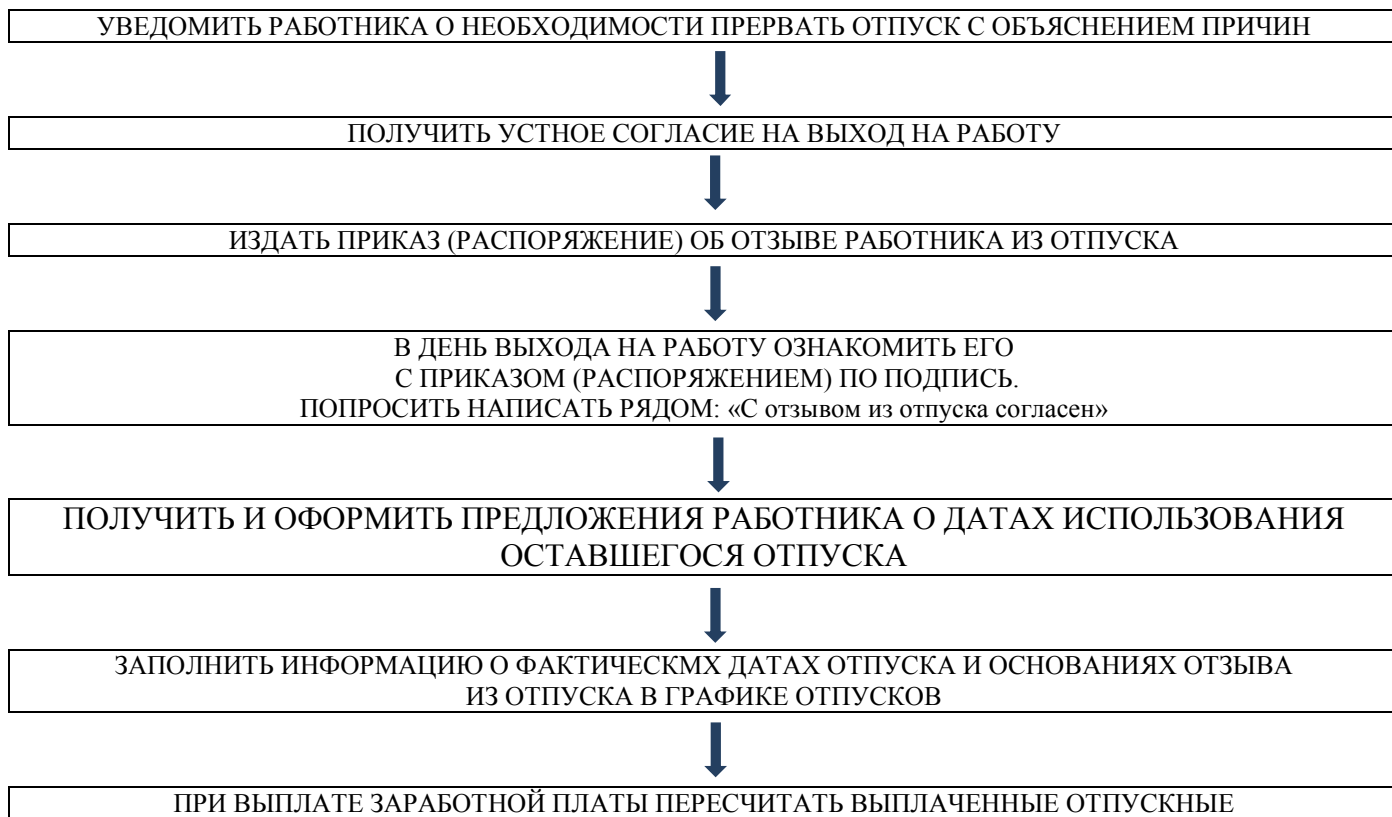 УВЕДОМИТЬ РАБОТНИКА О НЕОБХОДИМОСТИ ПРЕРВАТЬ ОТПУСК С ОБЪЯСНЕНИЕМ ПРИЧИН
ПОЛУЧИТЬ УСТНОЕ СОГЛАСИЕ НА ВЫХОД НА РАБОТУ
ИЗДАТЬ ПРИКАЗ (РАСПОРЯЖЕНИЕ) ОБ ОТЗЫВЕ РАБОТНИКА ИЗ ОТПУСКА
В ДЕНЬ ВЫХОДА НА РАБОТУ ОЗНАКОМИТЬ ЕГО
С ПРИКАЗОМ (РАСПОРЯЖЕНИЕМ) ПО ПОДПИСЬ.
ПОПРОСИТЬ НАПИСАТЬ РЯДОМ: «С отзывом из отпуска согласен»
ПОЛУЧИТЬ И ОФОРМИТЬ ПРЕДЛОЖЕНИЯ РАБОТНИКА О ДАТАХ ИСПОЛЬЗОВАНИЯ
ОСТАВШЕГОСЯ ОТПУСКА
ЗАПОЛНИТЬ ИНФОРМАЦИЮ О ФАКТИЧЕСКМХ ДАТАХ ОТПУСКА И ОСНОВАНИЯХ ОТЗЫВА
ИЗ ОТПУСКА В ГРАФИКЕ ОТПУСКОВ
ПРИ ВЫПЛАТЕ ЗАРАБОТНОЙ ПЛАТЫ ПЕРЕСЧИТАТЬ ВЫПЛАЧЕННЫЕ ОТПУСКНЫЕ